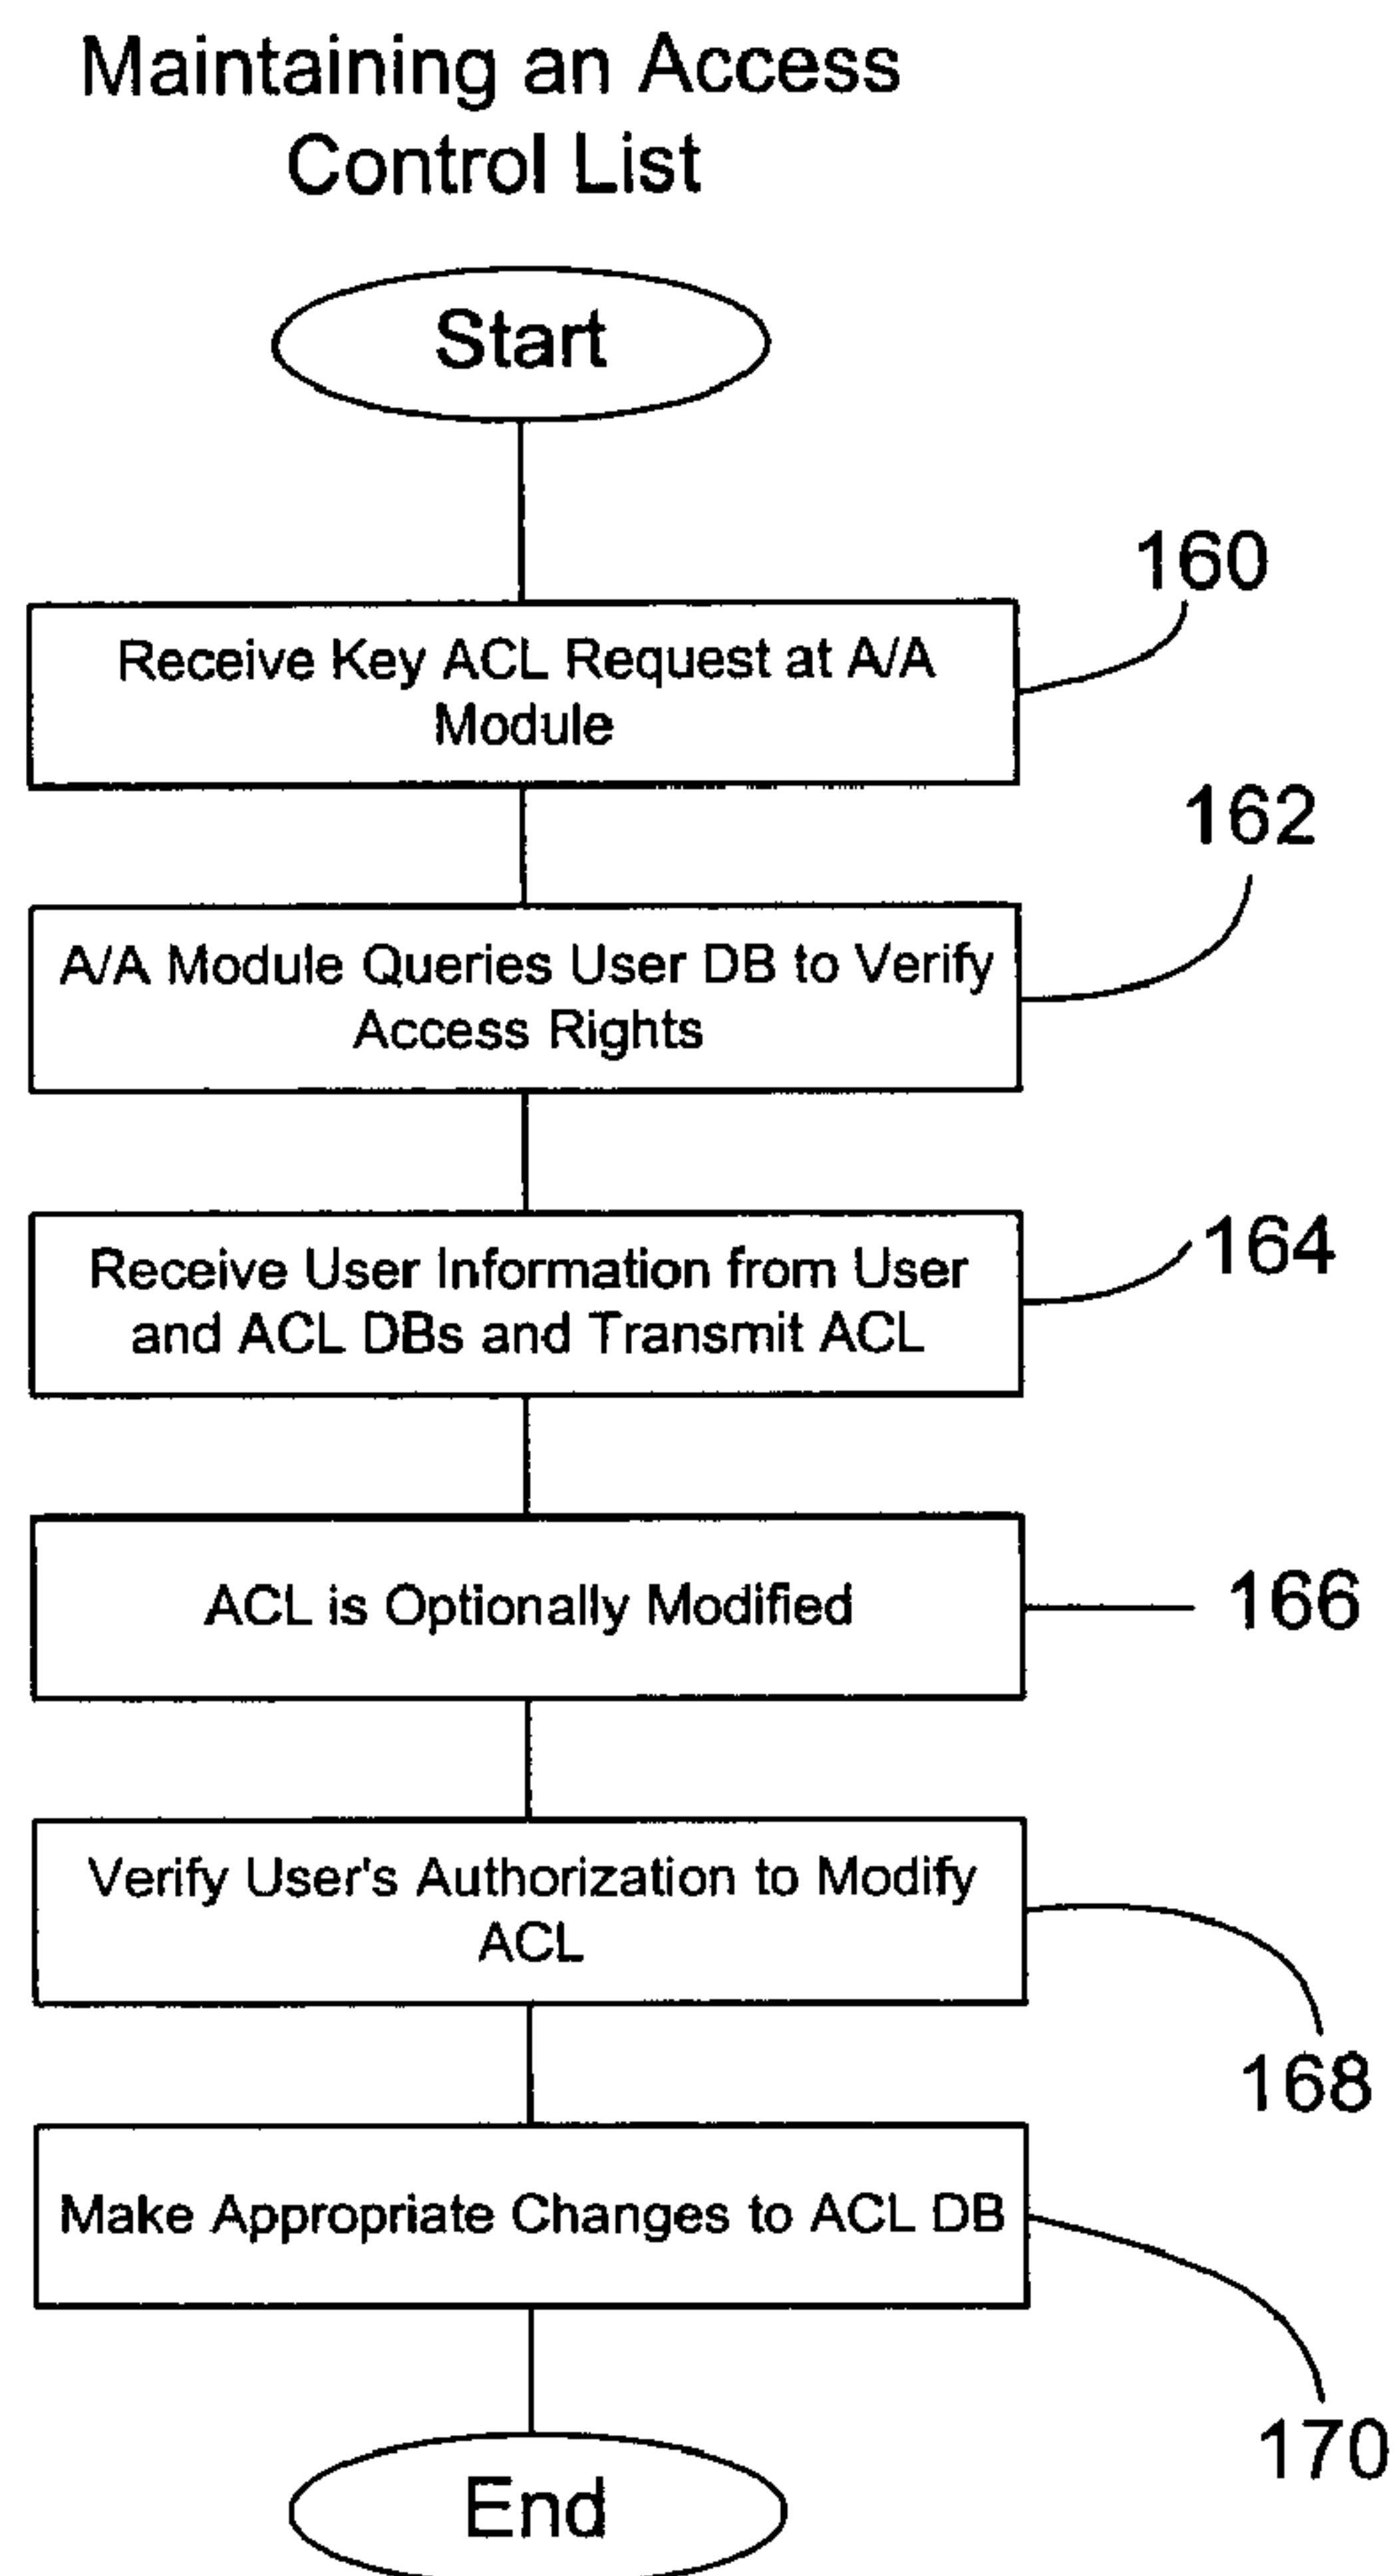 Maintaining an Access
Control List
Start
160
Receive Key ACL Request at A/A
Module
162
A/A Module Queries User DB to Verify
Access Rights
164
Receive User Information from User
and ACL DBs and Transmit ACL
166
ACL is Optionally Modified
Verify User's Authorization to Modify
ACL
168
Make Appropriate Changes to ACL DB
170
End